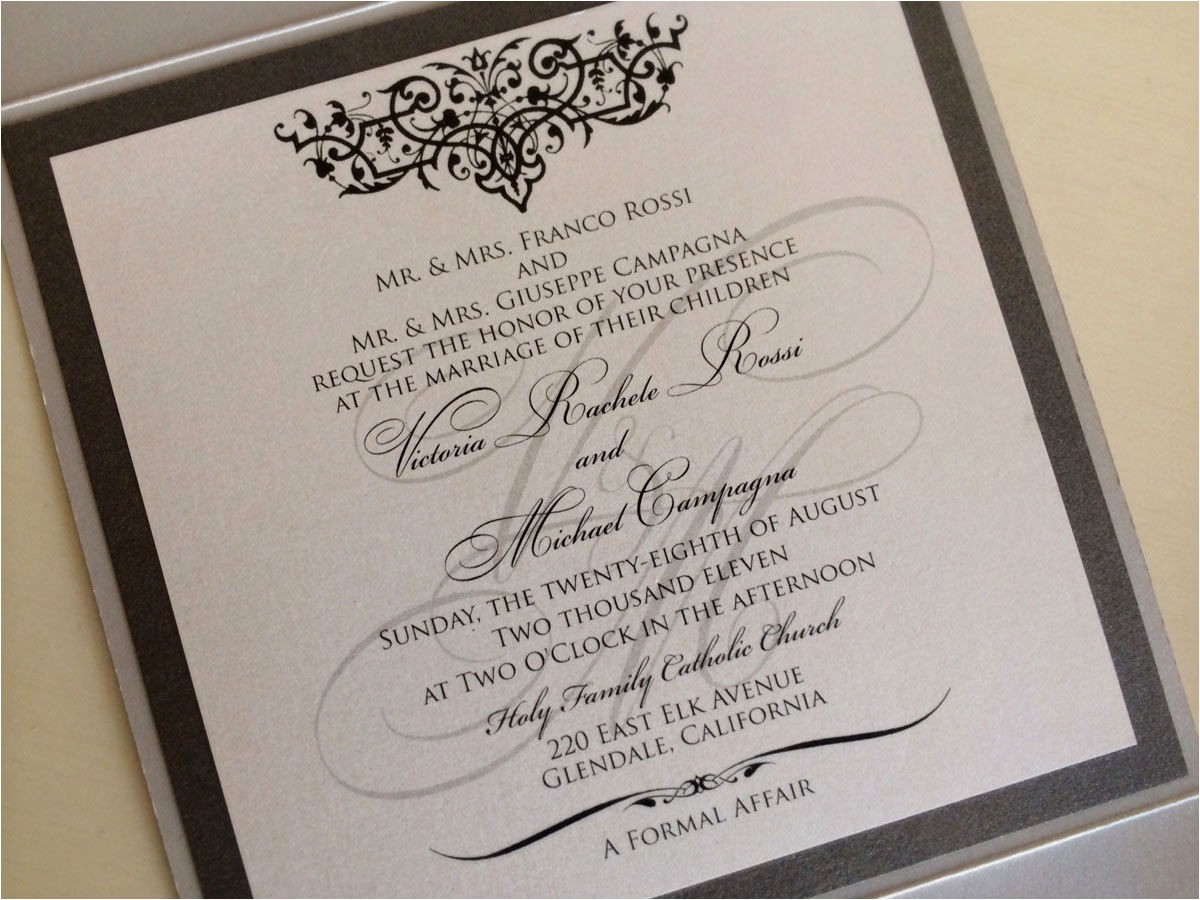 Mr. & Mrs. Franco Rossi
and
Mr. & Mrs. Giuseppe Campagna
request the honor of your presence
at the marriage of their children
Victoria Rachele Rossi
and
Michael Campagna
Sunday, the twenty-eighth of August
Two thousand eleven
at Two O'Clock in the afternoon
Holy Family Catholic Church
220 East Elk Avenue
Glendale, California
A Formal Affair
V&M